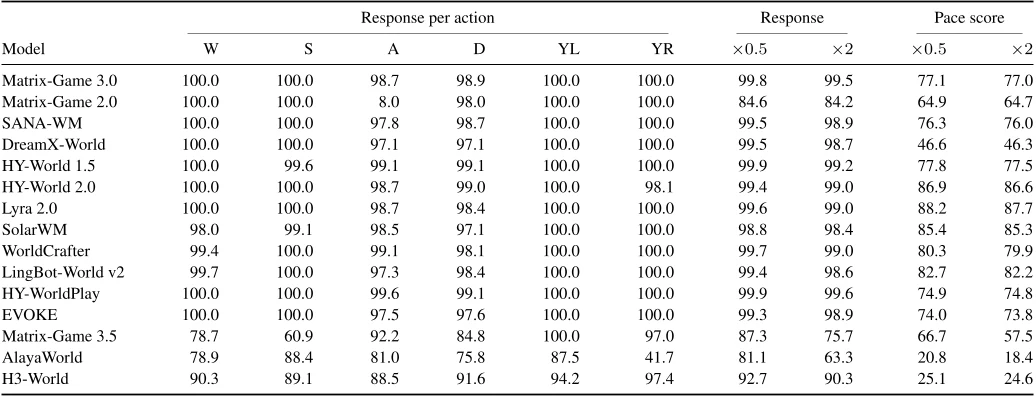 Response per action Response Pace score
Model W S A D YL YR ×0.5 ×2 ×0.5 ×2
Matrix-Game 3.0 100.0 100.0 98.7 98.9 100.0 100.0 99.8 99.5 77.1 77.0
Matrix-Game 2.0 100.0 100.0 8.0 98.0 100.0 100.0 84.6 84.2 64.9 64.7
SANA-WM 100.0 100.0 97.8 98.7 100.0 100.0 99.5 98.9 76.3 76.0
DreamX-World 100.0 100.0 97.1 97.1 100.0 100.0 99.5 98.7 46.6 46.3
HY-World 1.5 100.0 99.6 99.1 99.1 100.0 100.0 99.9 99.2 77.8 77.5
HY-World 2.0 100.0 100.0 98.7 99.0 100.0 98.1 99.4 99.0 86.9 86.6
Lyra 2.0 100.0 100.0 98.7 98.4 100.0 100.0 99.6 99.0 88.2 87.7
SolarWM 98.0 99.1 98.5 97.1 100.0 100.0 98.8 98.4 85.4 85.3
WorldCrafter 99.4 100.0 99.1 98.1 100.0 100.0 99.7 99.0 80.3 79.9
LingBot-World v2 99.7 100.0 97.3 98.4 100.0 100.0 99.4 98.6 82.7 82.2
HY-WorldPlay 100.0 100.0 99.6 99.1 100.0 100.0 99.9 99.6 74.9 74.8
EVOKE 100.0 100.0 97.5 97.6 100.0 100.0 99.3 98.9 74.0 73.8
Matrix-Game 3.5 78.7 60.9 92.2 84.8 100.0 97.0 87.3 75.7 66.7 57.5
AlayaWorld 78.9 88.4 81.0 75.8 87.5 41.7 81.1 63.3 20.8 18.4
H3-World 90.3 89.1 88.5 91.6 94.2 97.4 92.7 90.3 25.1 24.6